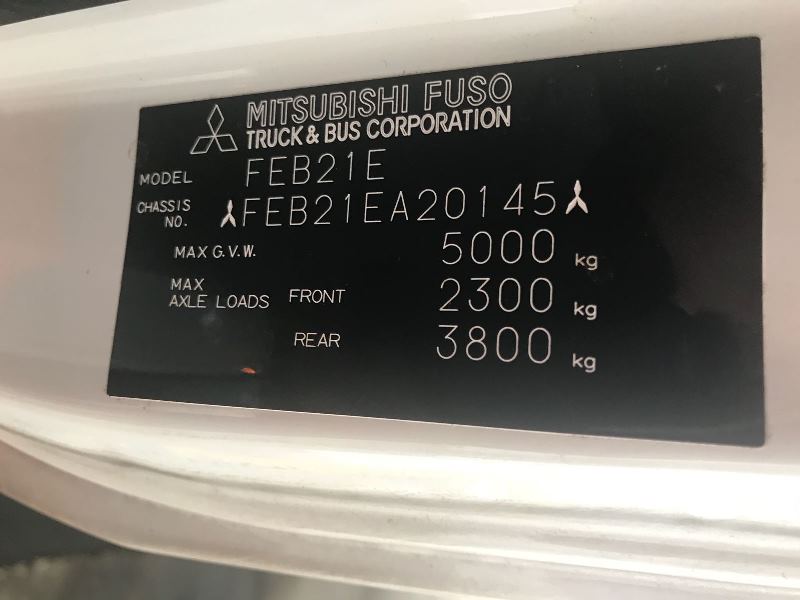 MITSUBISHI FUSO
TRUCK & BUS CORPORATION
MODEL FEB21E
CHASSIS NO. FEB21EA20145
MAX G.V.W. 5000 kg
MAX AXLE LOADS FRONT 2300 kg
REAR 3800 kg